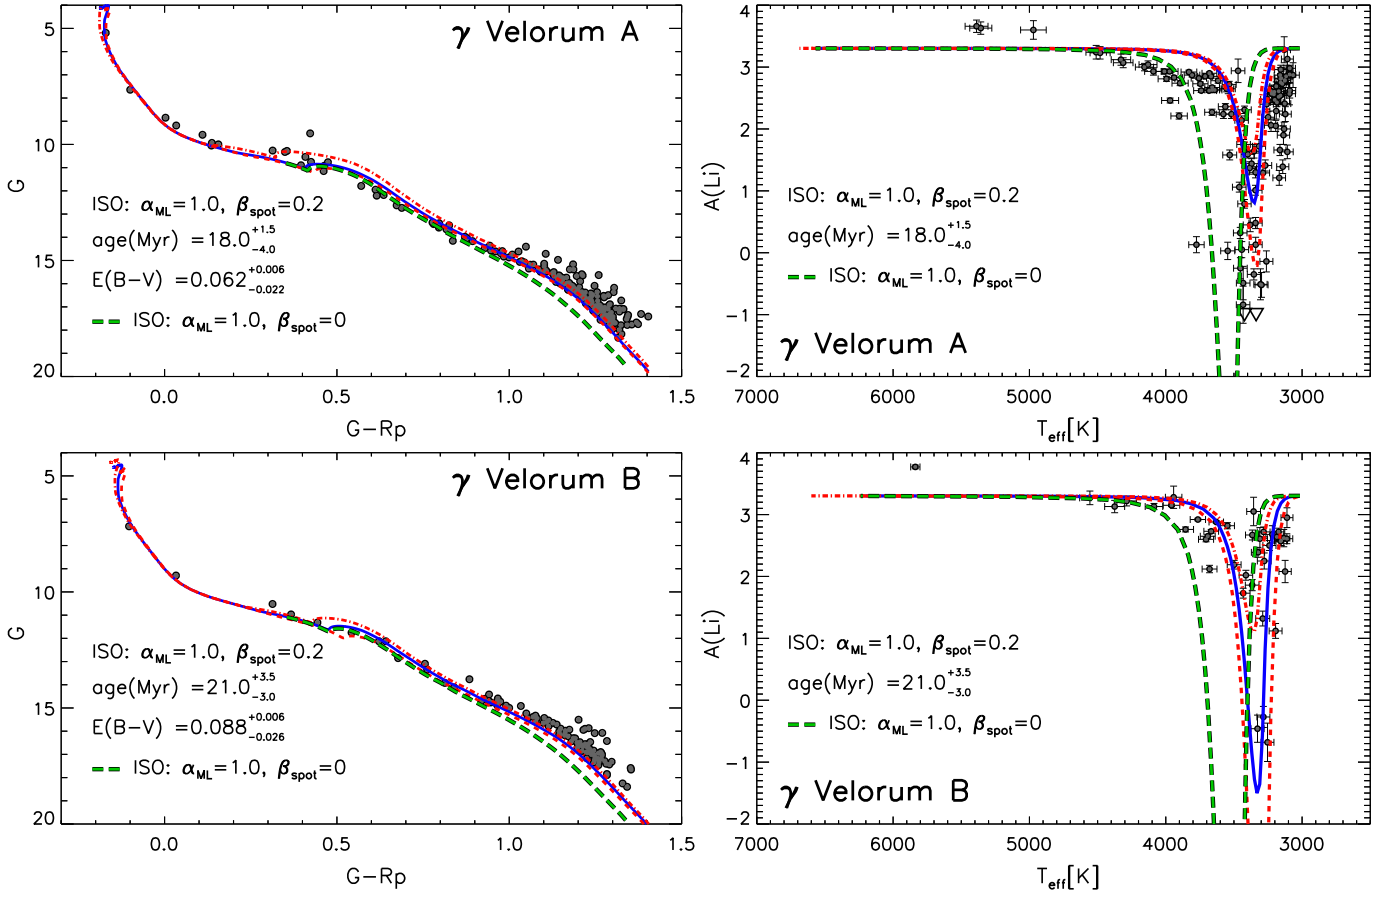 γ Velorum A
5
10
15
20
G
ISO: α_ML=1.0, β_spot=0.2
age(Myr) =18.0 +1.5 −4.0
E(B−V) =0.062 +0.006 −0.022
ISO: α_ML=1.0, β_spot=0
0.0 0.5 1.0 1.5
G−Rp
4
3
2
1
0
−1
−2
A(Li)
ISO: α_ML=1.0, β_spot=0.2
age(Myr) =18.0 +1.5 −4.0
ISO: α_ML=1.0, β_spot=0
γ Velorum A
7000 6000 5000 4000 3000
T_eff[K]
γ Velorum B
5
10
15
20
G
ISO: α_ML=1.0, β_spot=0.2
age(Myr) =21.0 +3.5 −3.0
E(B−V) =0.088 +0.006 −0.026
ISO: α_ML=1.0, β_spot=0
0.0 0.5 1.0 1.5
G−Rp
4
3
2
1
0
−1
−2
A(Li)
ISO: α_ML=1.0, β_spot=0.2
age(Myr) =21.0 +3.5 −3.0
ISO: α_ML=1.0, β_spot=0
γ Velorum B
7000 6000 5000 4000 3000
T_eff[K]